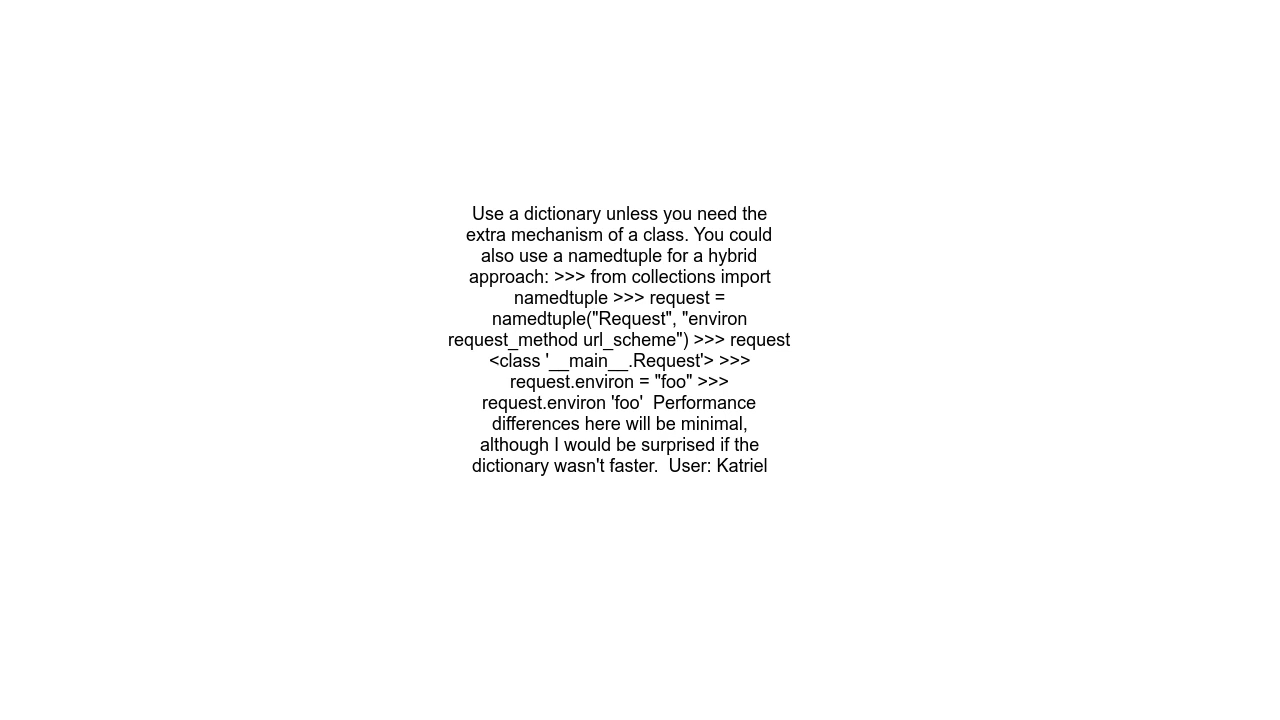 Use a dictionary unless you need the
extra mechanism of a class. You could
also use a namedtuple for a hybrid
approach: >>> from collections import
namedtuple >>> request =
namedtuple("Request", "environ
request_method url_scheme") >>> request
<class '__main__.Request'> >>>
request.environ = "foo" >>>
request.environ 'foo'  Performance
differences here will be minimal,
although I would be surprised if the
dictionary wasn't faster.  User: Katriel